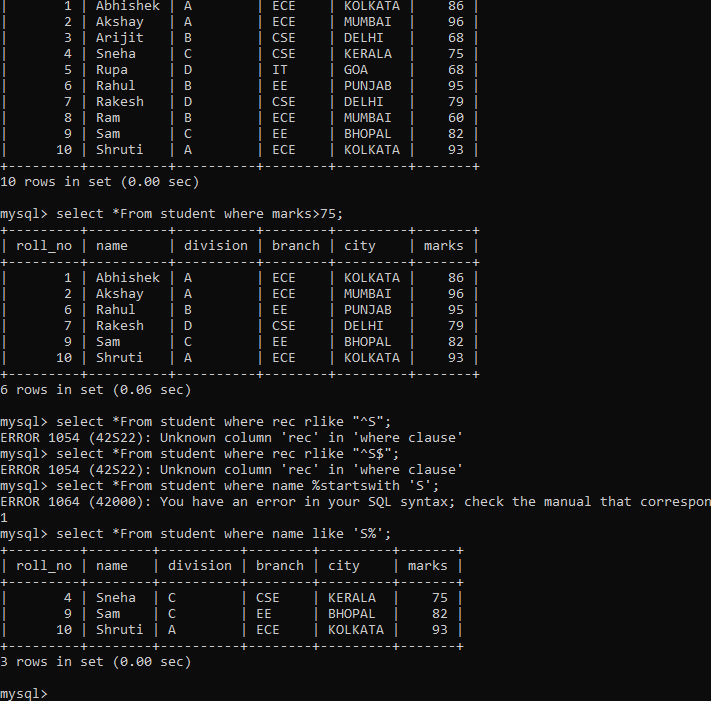 |         1 | Abhishek | A        | ECE    | KOLKATA |    86 |
|         2 | Akshay   | A        | ECE    | MUMBAI  |    96 |
|         3 | Arijit   | B        | CSE    | DELHI   |    68 |
|         4 | Sneha    | C        | CSE    | KERALA  |    75 |
|         5 | Rupa     | D        | IT     | GOA     |    68 |
|         6 | Rahul    | B        | EE     | PUNJAB  |    95 |
|         7 | Rakesh   | D        | CSE    | DELHI   |    79 |
|         8 | Ram      | B        | ECE    | MUMBAI  |    60 |
|         9 | Sam      | C        | EE     | BHOPAL  |    82 |
|        10 | Shruti   | A        | ECE    | KOLKATA |    93 |
+---------+----------+----------+--------+---------+-------+
10 rows in set (0.00 sec)
mysql> select *From student where marks>75;
+---------+----------+----------+--------+---------+-------+
| roll_no | name     | division | branch | city    | marks |
+---------+----------+----------+--------+---------+-------+
|       1 | Abhishek | A        | ECE    | KOLKATA |    86 |
|       2 | Akshay   | A        | ECE    | MUMBAI  |    96 |
|       6 | Rahul    | B        | EE     | PUNJAB  |    95 |
|       7 | Rakesh   | D        | CSE    | DELHI   |    79 |
|       9 | Sam      | C        | EE     | BHOPAL  |    82 |
|      10 | Shruti   | A        | ECE    | KOLKATA |    93 |
+---------+----------+----------+--------+---------+-------+
6 rows in set (0.06 sec)
mysql> select *From student where rec rlike "^S";
ERROR 1054 (42S22): Unknown column 'rec' in 'where clause'
mysql> select *From student where rec rlike "^S$";
ERROR 1054 (42S22): Unknown column 'rec' in 'where clause'
mysql> select *From student where name %startswith 'S';
ERROR 1064 (42000): You have an error in your SQL syntax; check the manual that correspon
1
mysql> select *From student where name like 'S%';
+---------+--------+----------+--------+---------+-------+
| roll_no | name   | division | branch | city    | marks |
+---------+--------+----------+--------+---------+-------+
|       4 | Sneha  | C        | CSE    | KERALA  |    75 |
|       9 | Sam    | C        | EE     | BHOPAL  |    82 |
|      10 | Shruti | A        | ECE    | KOLKATA |    93 |
+---------+--------+----------+--------+---------+-------+
3 rows in set (0.00 sec)
mysql>